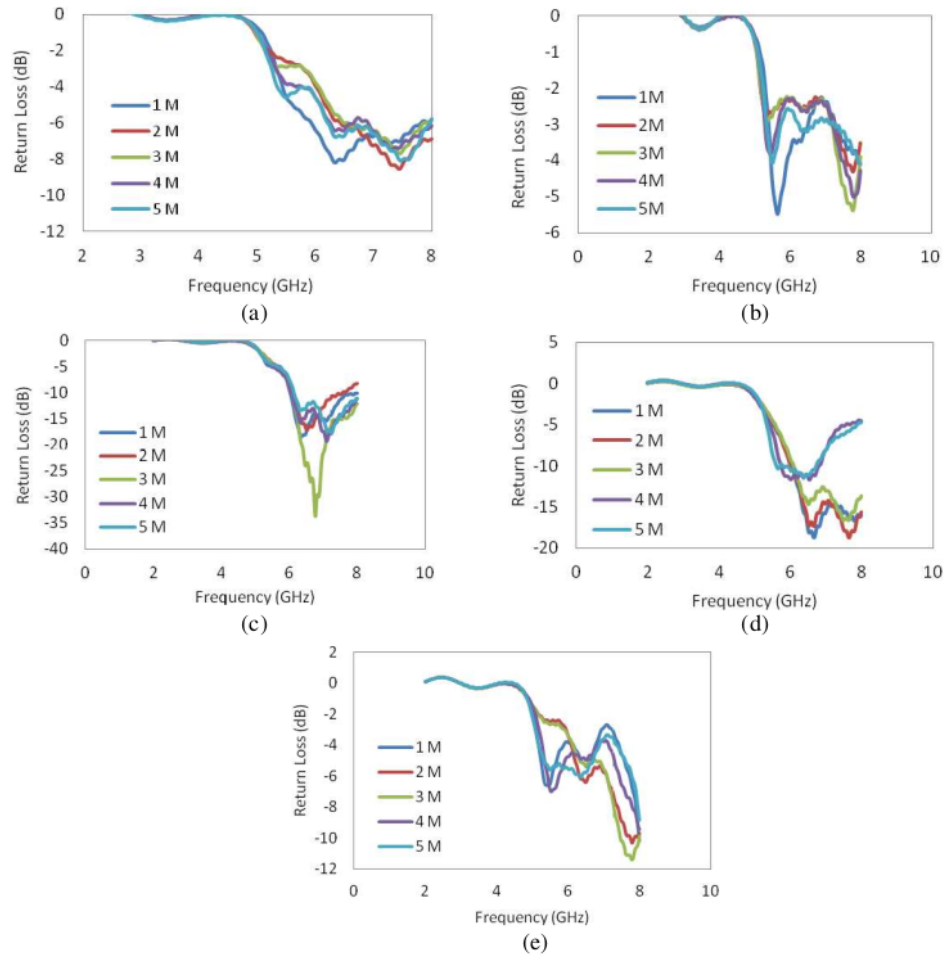 0
-2
-4
-6
-8
-10
-12
Return Loss (dB)
1 M
2 M
3 M
4 M
5 M
2 3 4 5 6 7 8
Frequency (GHz)
(a)
0
-1
-2
-3
-4
-5
-6
Return Loss (dB)
1M
2M
3M
4M
5M
0 2 4 6 8 10
Frequency (GHz)
(b)
0
-5
-10
-15
-20
-25
-30
-35
-40
Return Loss (dB)
1 M
2 M
3 M
4 M
5 M
0 2 4 6 8 10
Frequency (GHz)
(c)
5
0
-5
-10
-15
-20
Return Loss (dB)
1 M
2 M
3 M
4 M
5 M
0 2 4 6 8 10
Frequency (GHz)
(d)
2
0
-2
-4
-6
-8
-10
-12
Return Loss (dB)
1 M
2 M
3 M
4 M
5 M
0 2 4 6 8 10
Frequency (GHz)
(e)